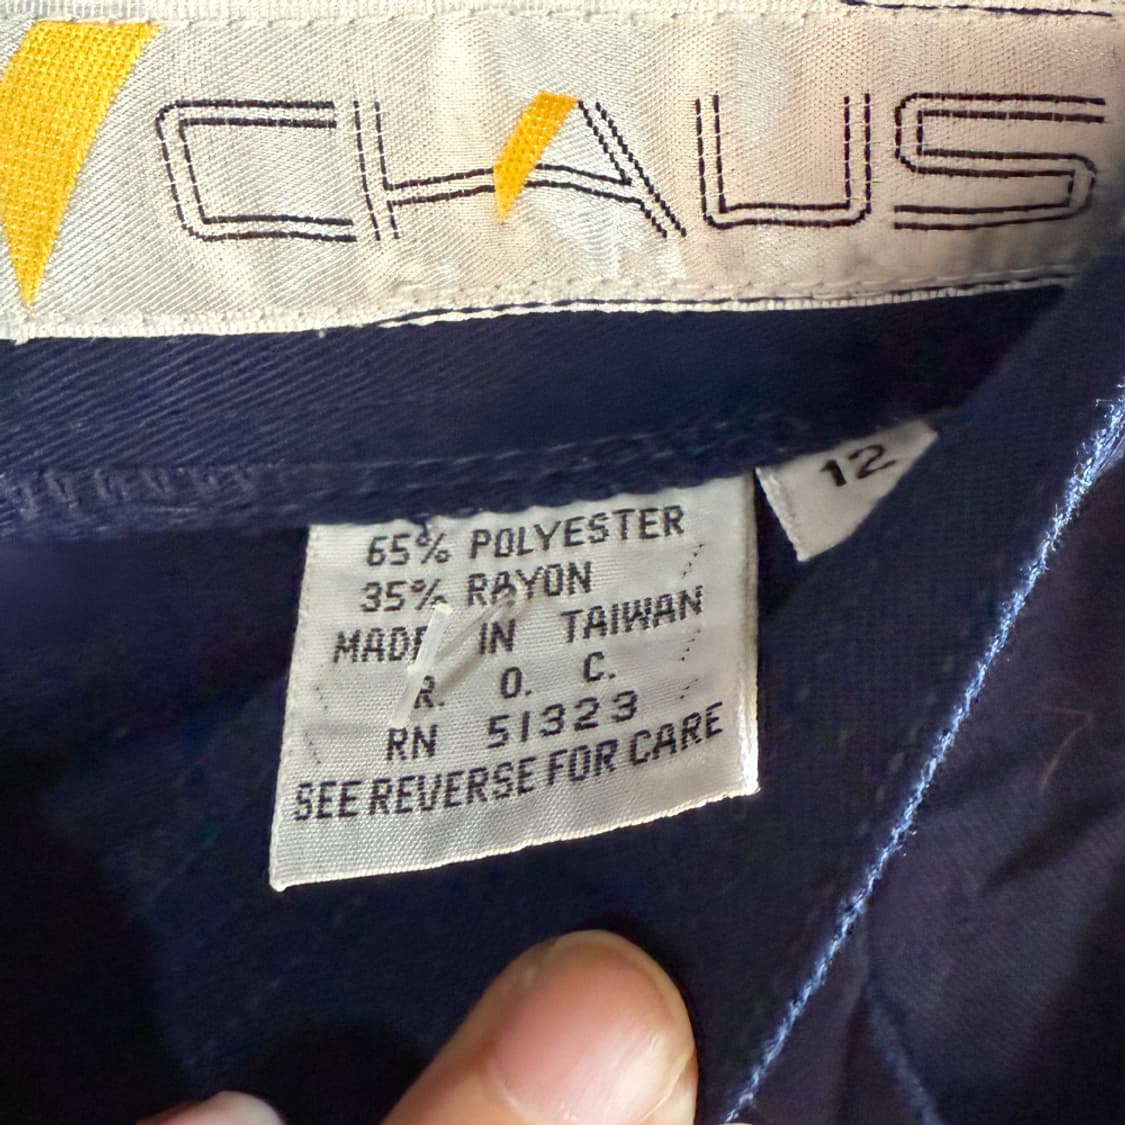 CHAUS
12
65% POLYESTER
35% RAYON
MADE IN TAIWAN
R. O. C.
RN 51323
SEE REVERSE FOR CARE